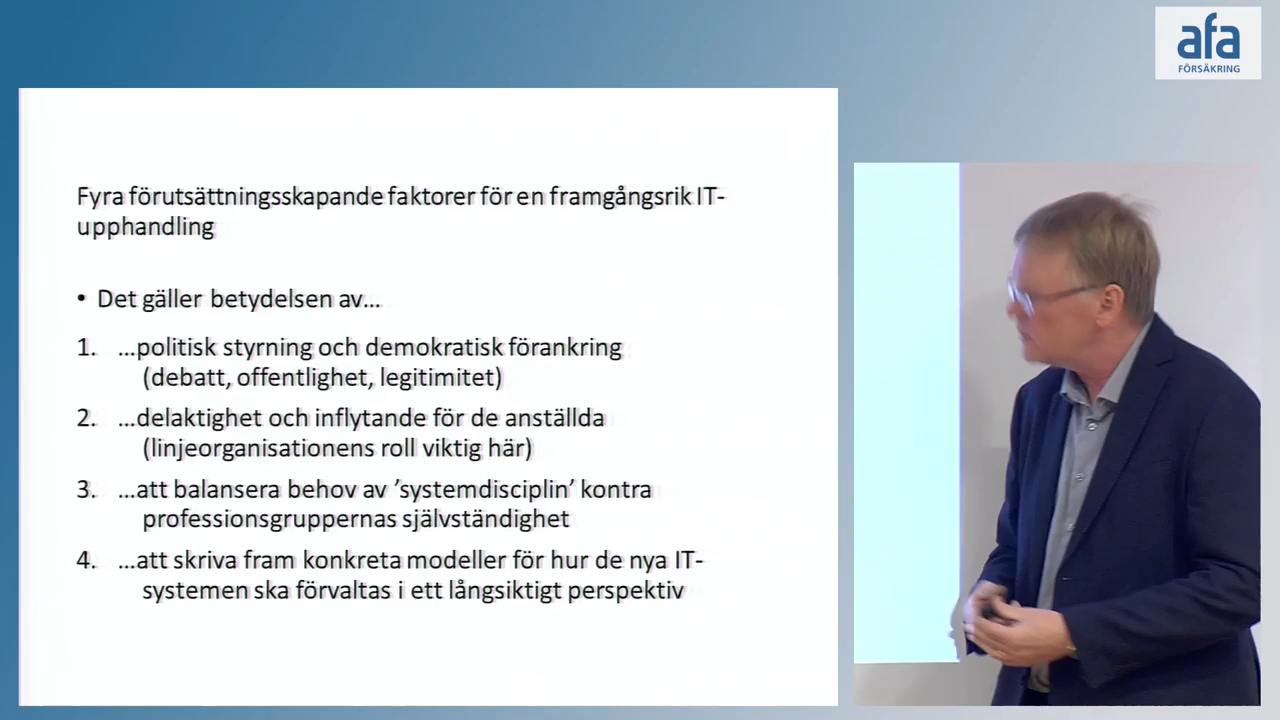 afa
FÖRSÄKRING
Fyra förutsättningsskapande faktorer för en framgångsrik IT-
upphandling
• Det gäller betydelsen av...
1. ...politisk styrning och demokratisk förankring
(debatt, offentlighet, legitimitet)
2. ...delaktighet och inflytande för de anställda
(linjeorganisationens roll viktig här)
3. ...att balansera behov av ’systemdisciplin’ kontra
professionsgruppernas självständighet
4. ...att skriva fram konkreta modeller för hur de nya IT-
systemen ska förvaltas i ett långsiktigt perspektiv